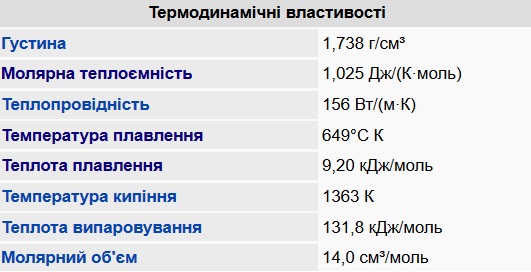 Термодинамічні властивості
Густина 1,738 г/см³
Молярна теплоємність 1,025 Дж/(К·моль)
Теплопровідність 156 Вт/(м·К)
Температура плавлення 649°C К
Теплота плавлення 9,20 кДж/моль
Температура кипіння 1363 К
Теплота випаровування 131,8 кДж/моль
Молярний об'єм 14,0 см³/моль